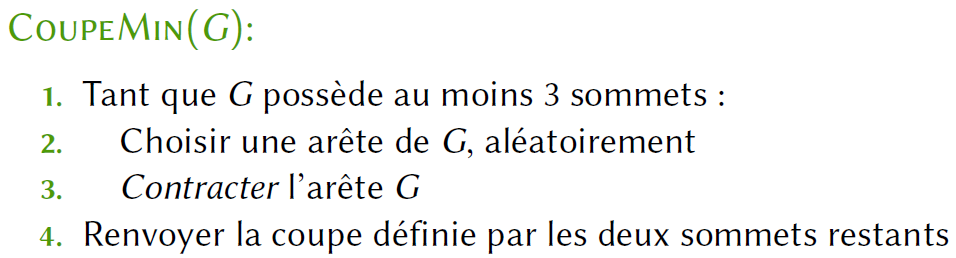 COUPEMIN(G):
1. Tant que G possède au moins 3 sommets :
2. Choisir une arête de G, aléatoirement
3. Contracter l'arête G
4. Renvoyer la coupe définie par les deux sommets restants